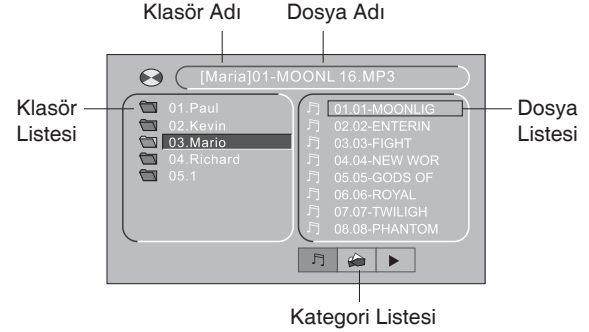 Klasör Adı
Dosya Adı
[Maria]01-MOONL 16.MP3
Klasör Listesi
01.Paul
02.Kevin
03.Mario
04.Richard
05.1
01.01-MOONLIG
02.02-ENTERIN
03.03-FIGHT
04.04-NEW WOR
05.05-GODS OF
06.06-ROYAL
07.07-TWILIGH
08.08-PHANTOM
Dosya Listesi
Kategori Listesi